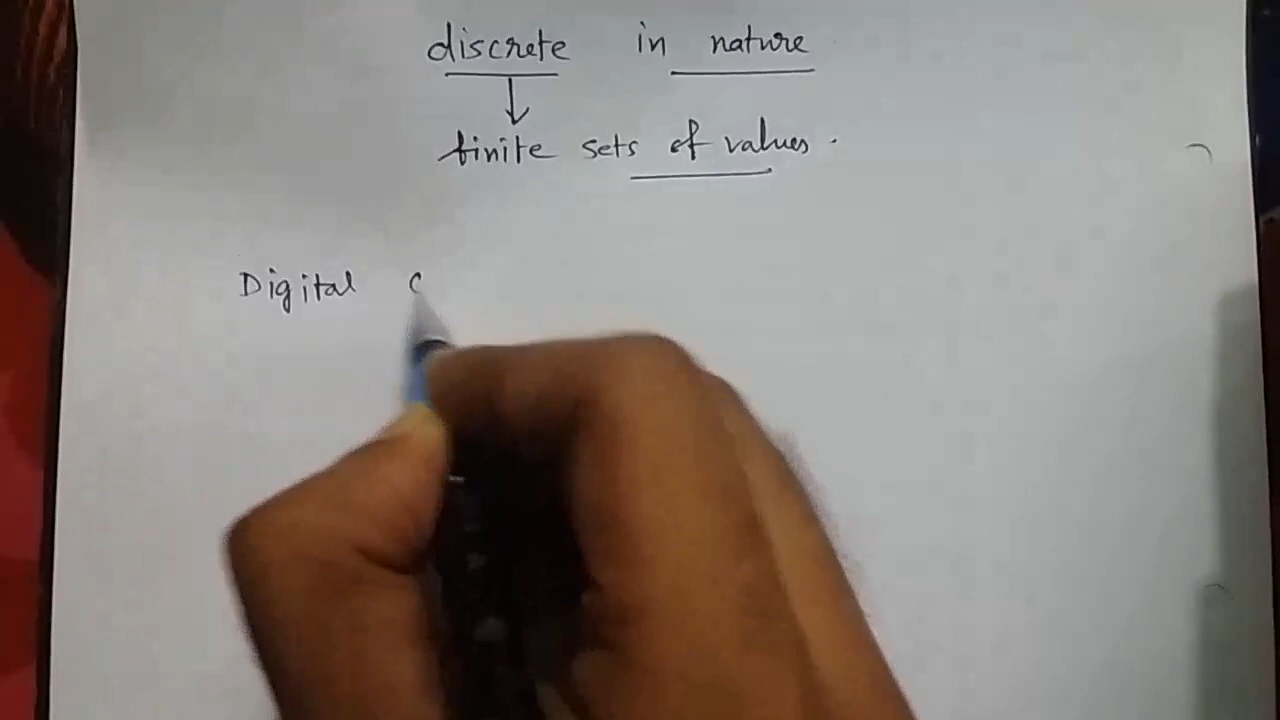 discrete in nature
finite sets of values.
Digital